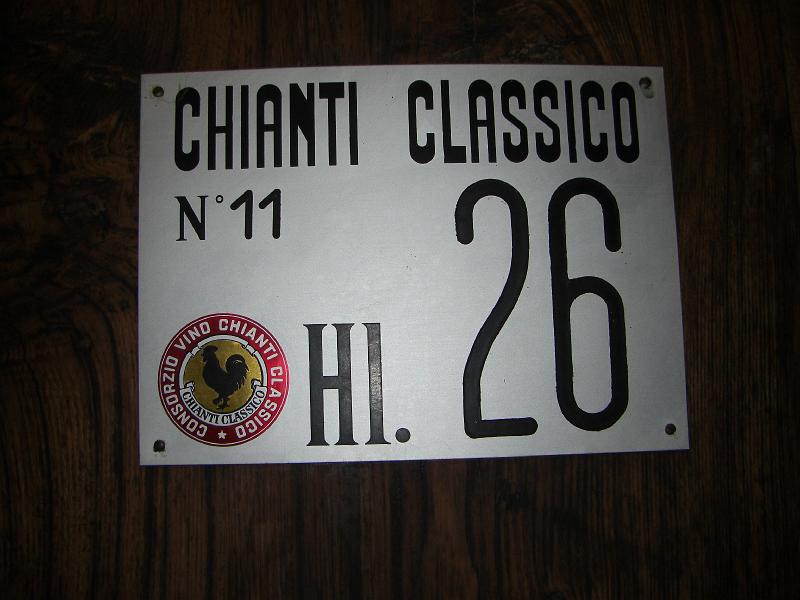 CHIANTI CLASSICO
N° 11
Hl. 26
CONSORZIO VINO CHIANTI CLASSICO
CHIANTI CLASSICO